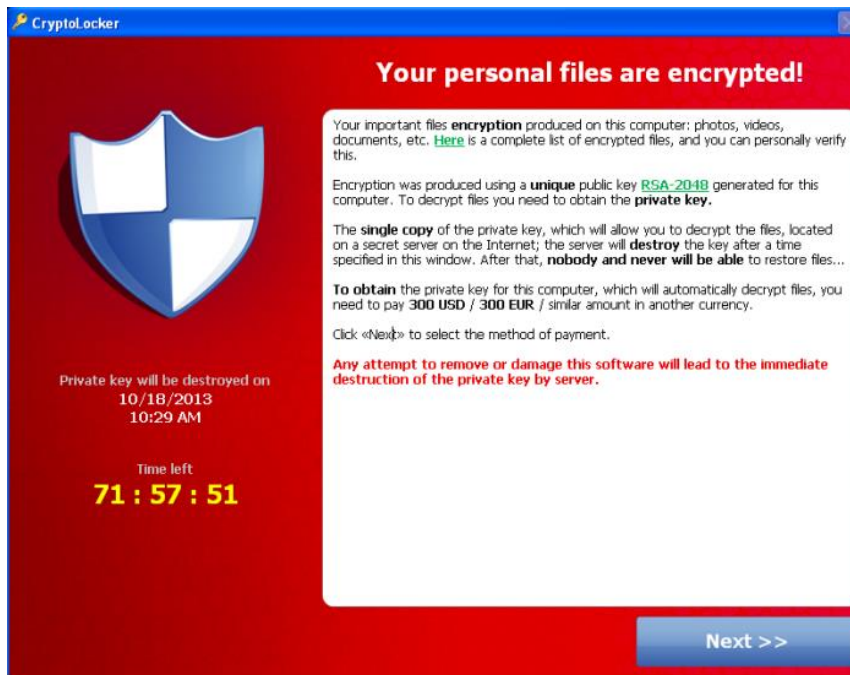 CryptoLocker
Your personal files are encrypted!
Your important files encryption produced on this computer: photos, videos,
documents, etc. Here is a complete list of encrypted files, and you can personally verify
this.
Encryption was produced using a unique public key RSA-2048 generated for this
computer. To decrypt files you need to obtain the private key.
The single copy of the private key, which will allow you to decrypt the files, located
on a secret server on the Internet; the server will destroy the key after a time
specified in this window. After that, nobody and never will be able to restore files...
To obtain the private key for this computer, which will automatically decrypt files, you
need to pay 300 USD / 300 EUR / similar amount in another currency.
Click «Next» to select the method of payment.
Any attempt to remove or damage this software will lead to the immediate
destruction of the private key by server.
Private key will be destroyed on
10/18/2013
10:29 AM
Time left
71 : 57 : 51
Next >>